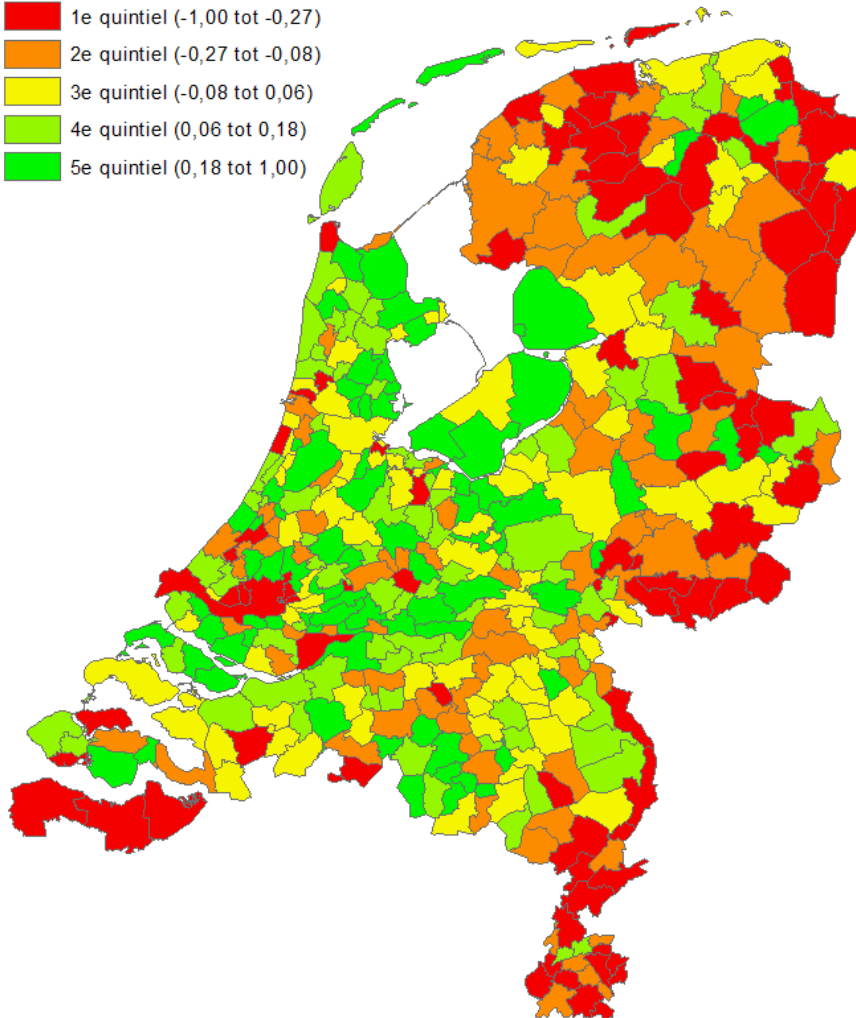 1e quintiel (-1,00 tot -0,27)
2e quintiel (-0,27 tot -0,08)
3e quintiel (-0,08 tot 0,06)
4e quintiel (0,06 tot 0,18)
5e quintiel (0,18 tot 1,00)